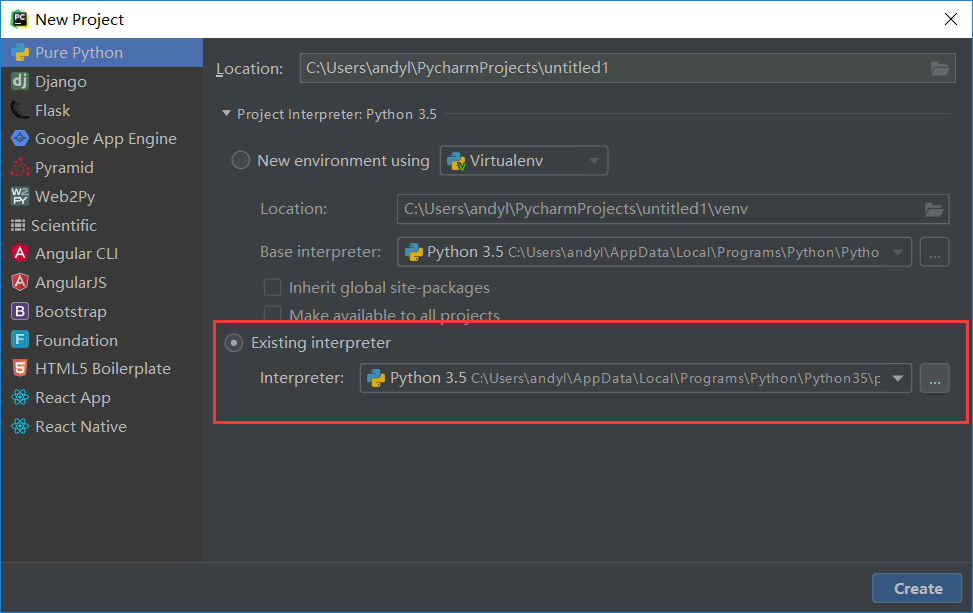 New Project
Pure Python
Django
Flask
Google App Engine
Pyramid
Web2Py
Scientific
Angular CLI
AngularJS
Bootstrap
Foundation
HTML5 Boilerplate
React App
React Native
Location: C:\Users\andyl\PycharmProjects\untitled1
Project Interpreter: Python 3.5
New environment using Virtualenv
Location: C:\Users\andyl\PycharmProjects\untitled1\venv
Base interpreter: Python 3.5 C:\Users\andyl\AppData\Local\Programs\Python\Pytho ...
Inherit global site-packages
Make available to all projects
Existing interpreter
Interpreter: Python 3.5 C:\Users\andyl\AppData\Local\Programs\Python\Python35\p ...
Create